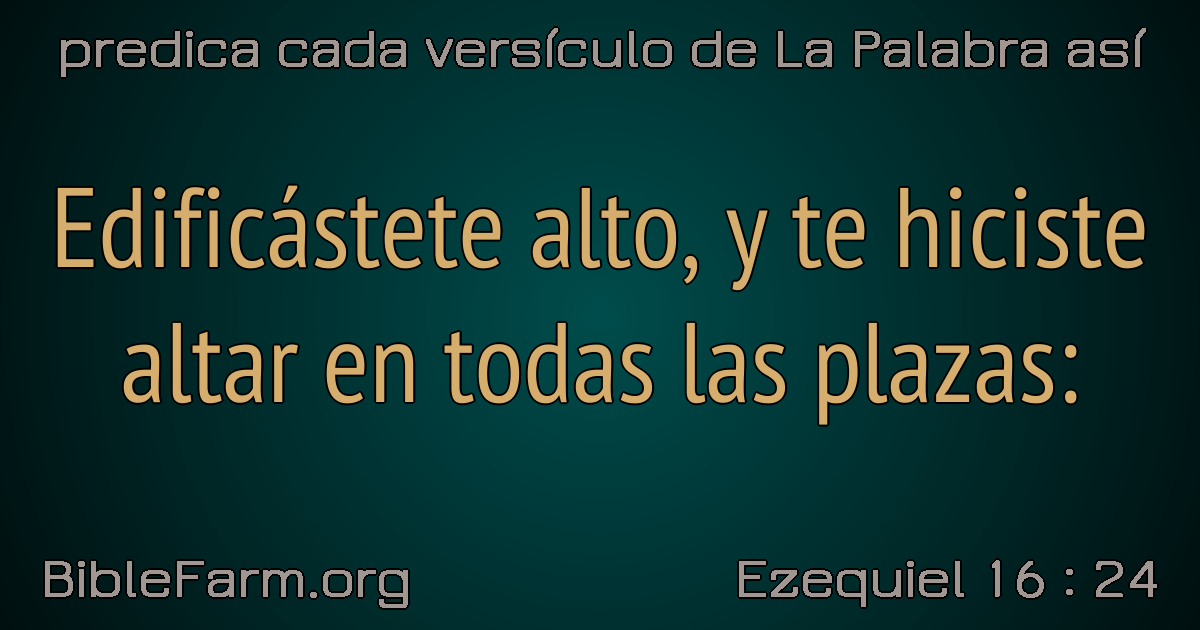 predica cada versículo de La Palabra así
Edificástete alto, y te hiciste
altar en todas las plazas:
BibleFarm.org
Ezequiel 16 : 24